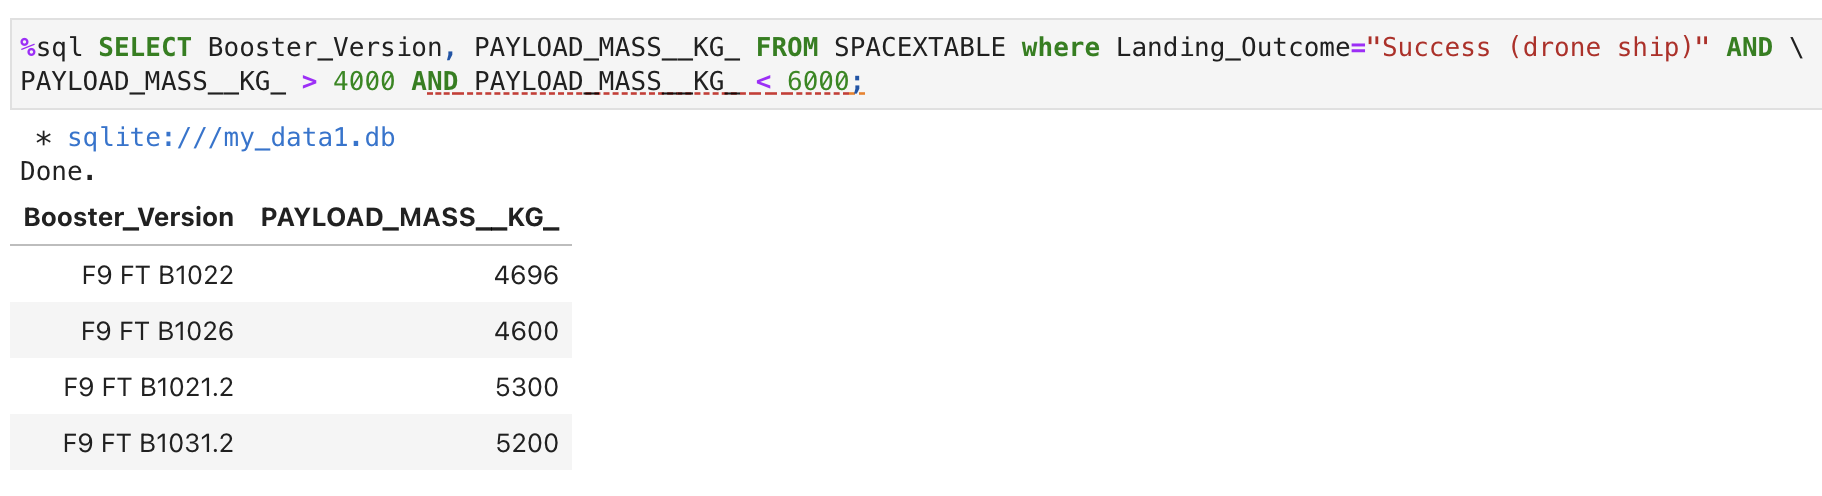 %sql SELECT Booster_Version, PAYLOAD_MASS__KG_ FROM SPACEXTABLE where Landing_Outcome="Success (drone ship)" AND \
PAYLOAD_MASS__KG_ > 4000 AND PAYLOAD_MASS__KG_ < 6000;
* sqlite:///my_data1.db
Done.
Booster_Version PAYLOAD_MASS__KG_
F9 FT B1022 4696
F9 FT B1026 4600
F9 FT B1021.2 5300
F9 FT B1031.2 5200